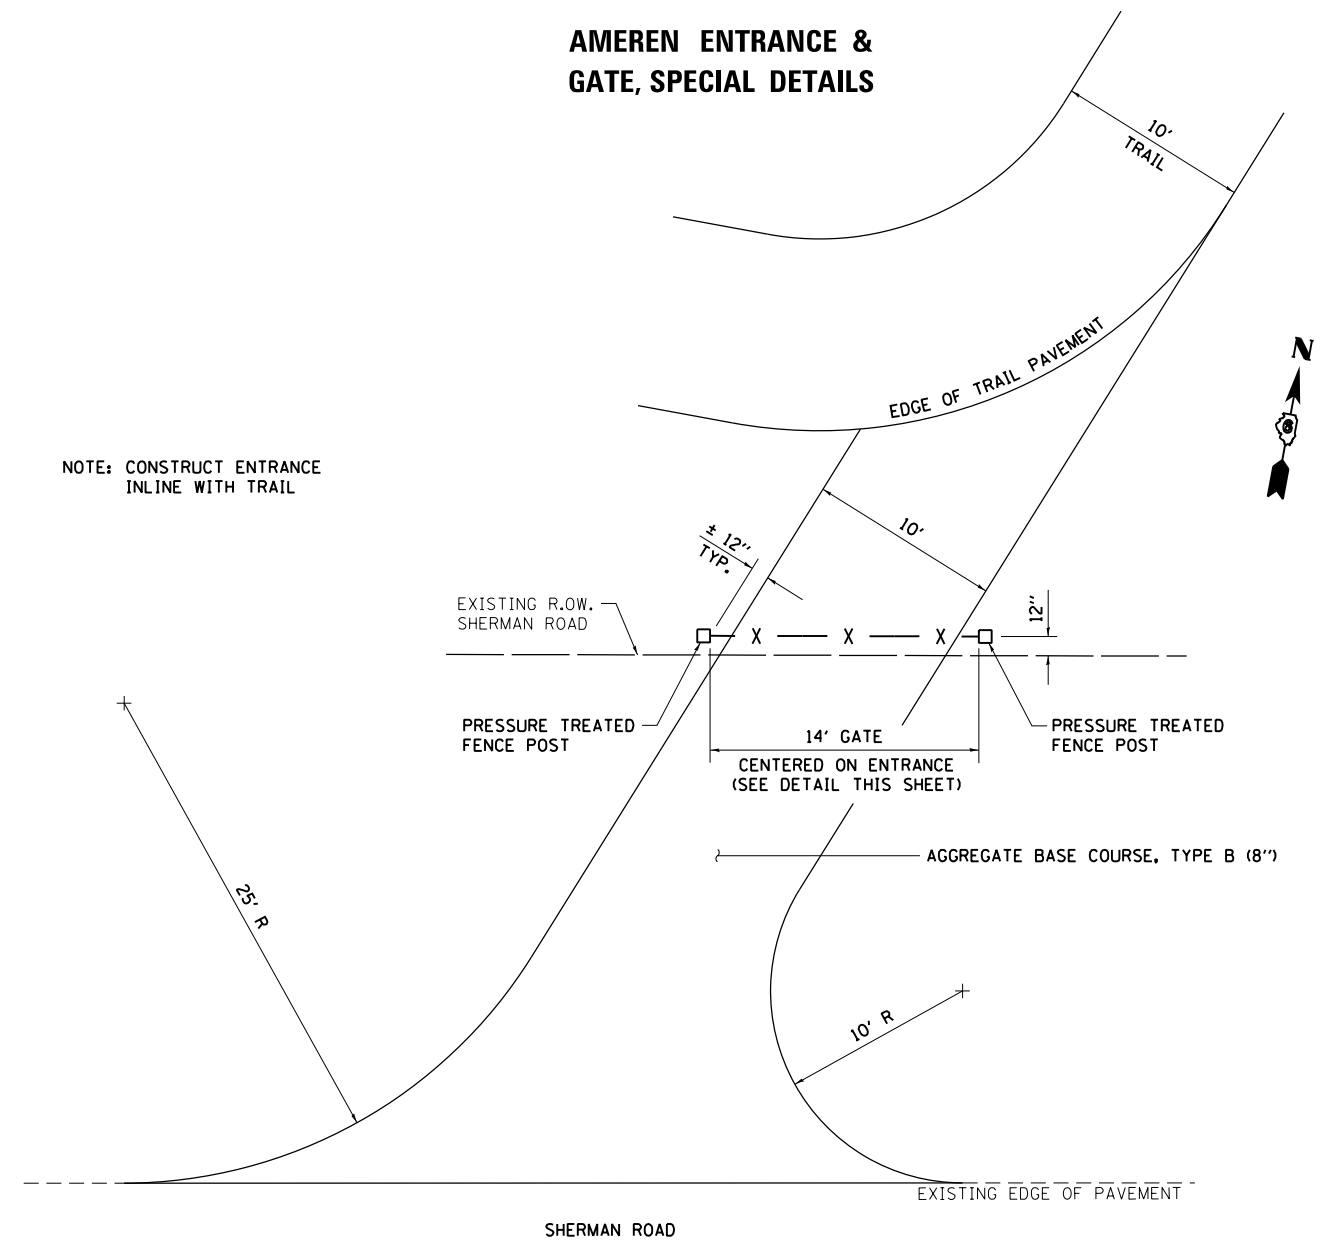 AMEREN ENTRANCE &
GATE, SPECIAL DETAILS
10'
TRAIL
EDGE OF TRAIL PAVEMENT
N
6
NOTE: CONSTRUCT ENTRANCE
INLINE WITH TRAIL
± 12"
TYP.
10'
EXISTING R.OW.
SHERMAN ROAD
X X X
12"
PRESSURE TREATED
FENCE POST
14' GATE
CENTERED ON ENTRANCE
(SEE DETAIL THIS SHEET)
PRESSURE TREATED
FENCE POST
AGGREGATE BASE COURSE, TYPE B (8")
25' R
10' R
EXISTING EDGE OF PAVEMENT
SHERMAN ROAD